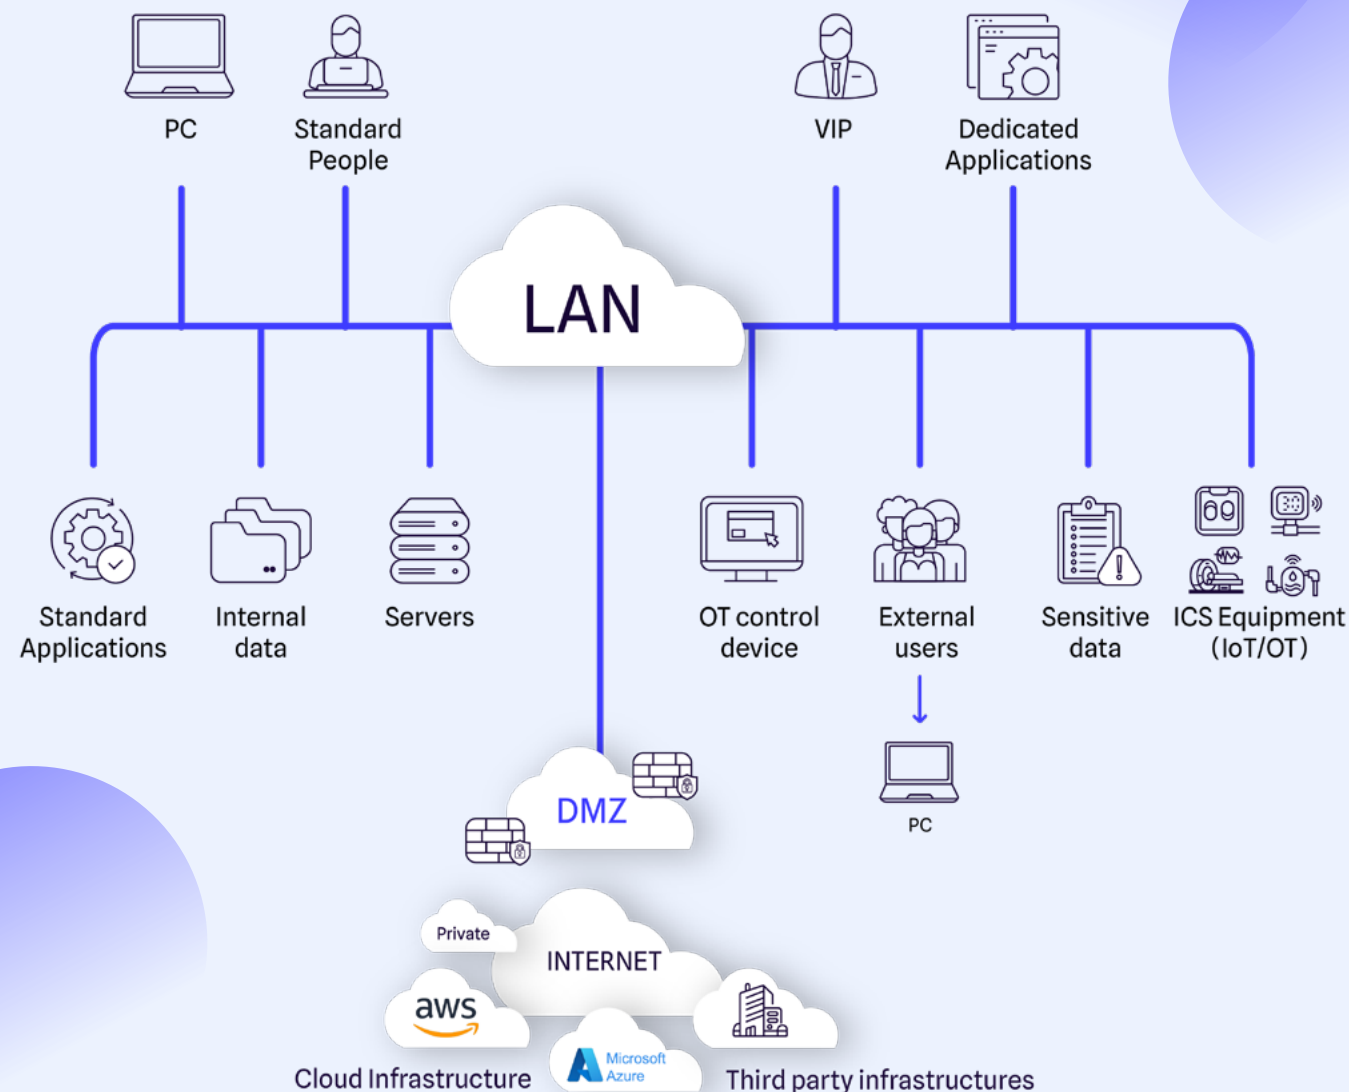 PC
Standard
People
VIP
Dedicated
Applications
LAN
Standard
Applications
Internal
data
Servers
OT control
device
External
users
Sensitive
data
ICS Equipment
(IoT/OT)
30
PC
DMZ
Private
INTERNET
aws
Microsoft
Azure
Cloud Infrastructure
Third party infrastructures